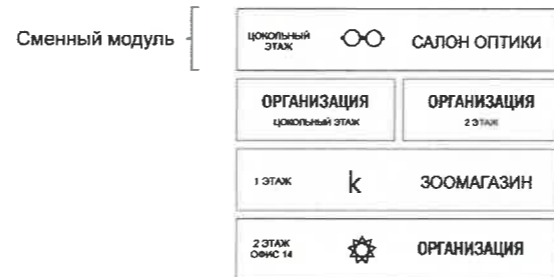 Сменный модуль
ЦОКОЛЬНЫЙ ЭТАЖ
САЛОН ОПТИКИ
ОРГАНИЗАЦИЯ
ЦОКОЛЬНЫЙ ЭТАЖ
ОРГАНИЗАЦИЯ
2 ЭТАЖ
1 ЭТАЖ
k
ЗООМАГАЗИН
2 ЭТАЖ
ОФИС 14
ОРГАНИЗАЦИЯ